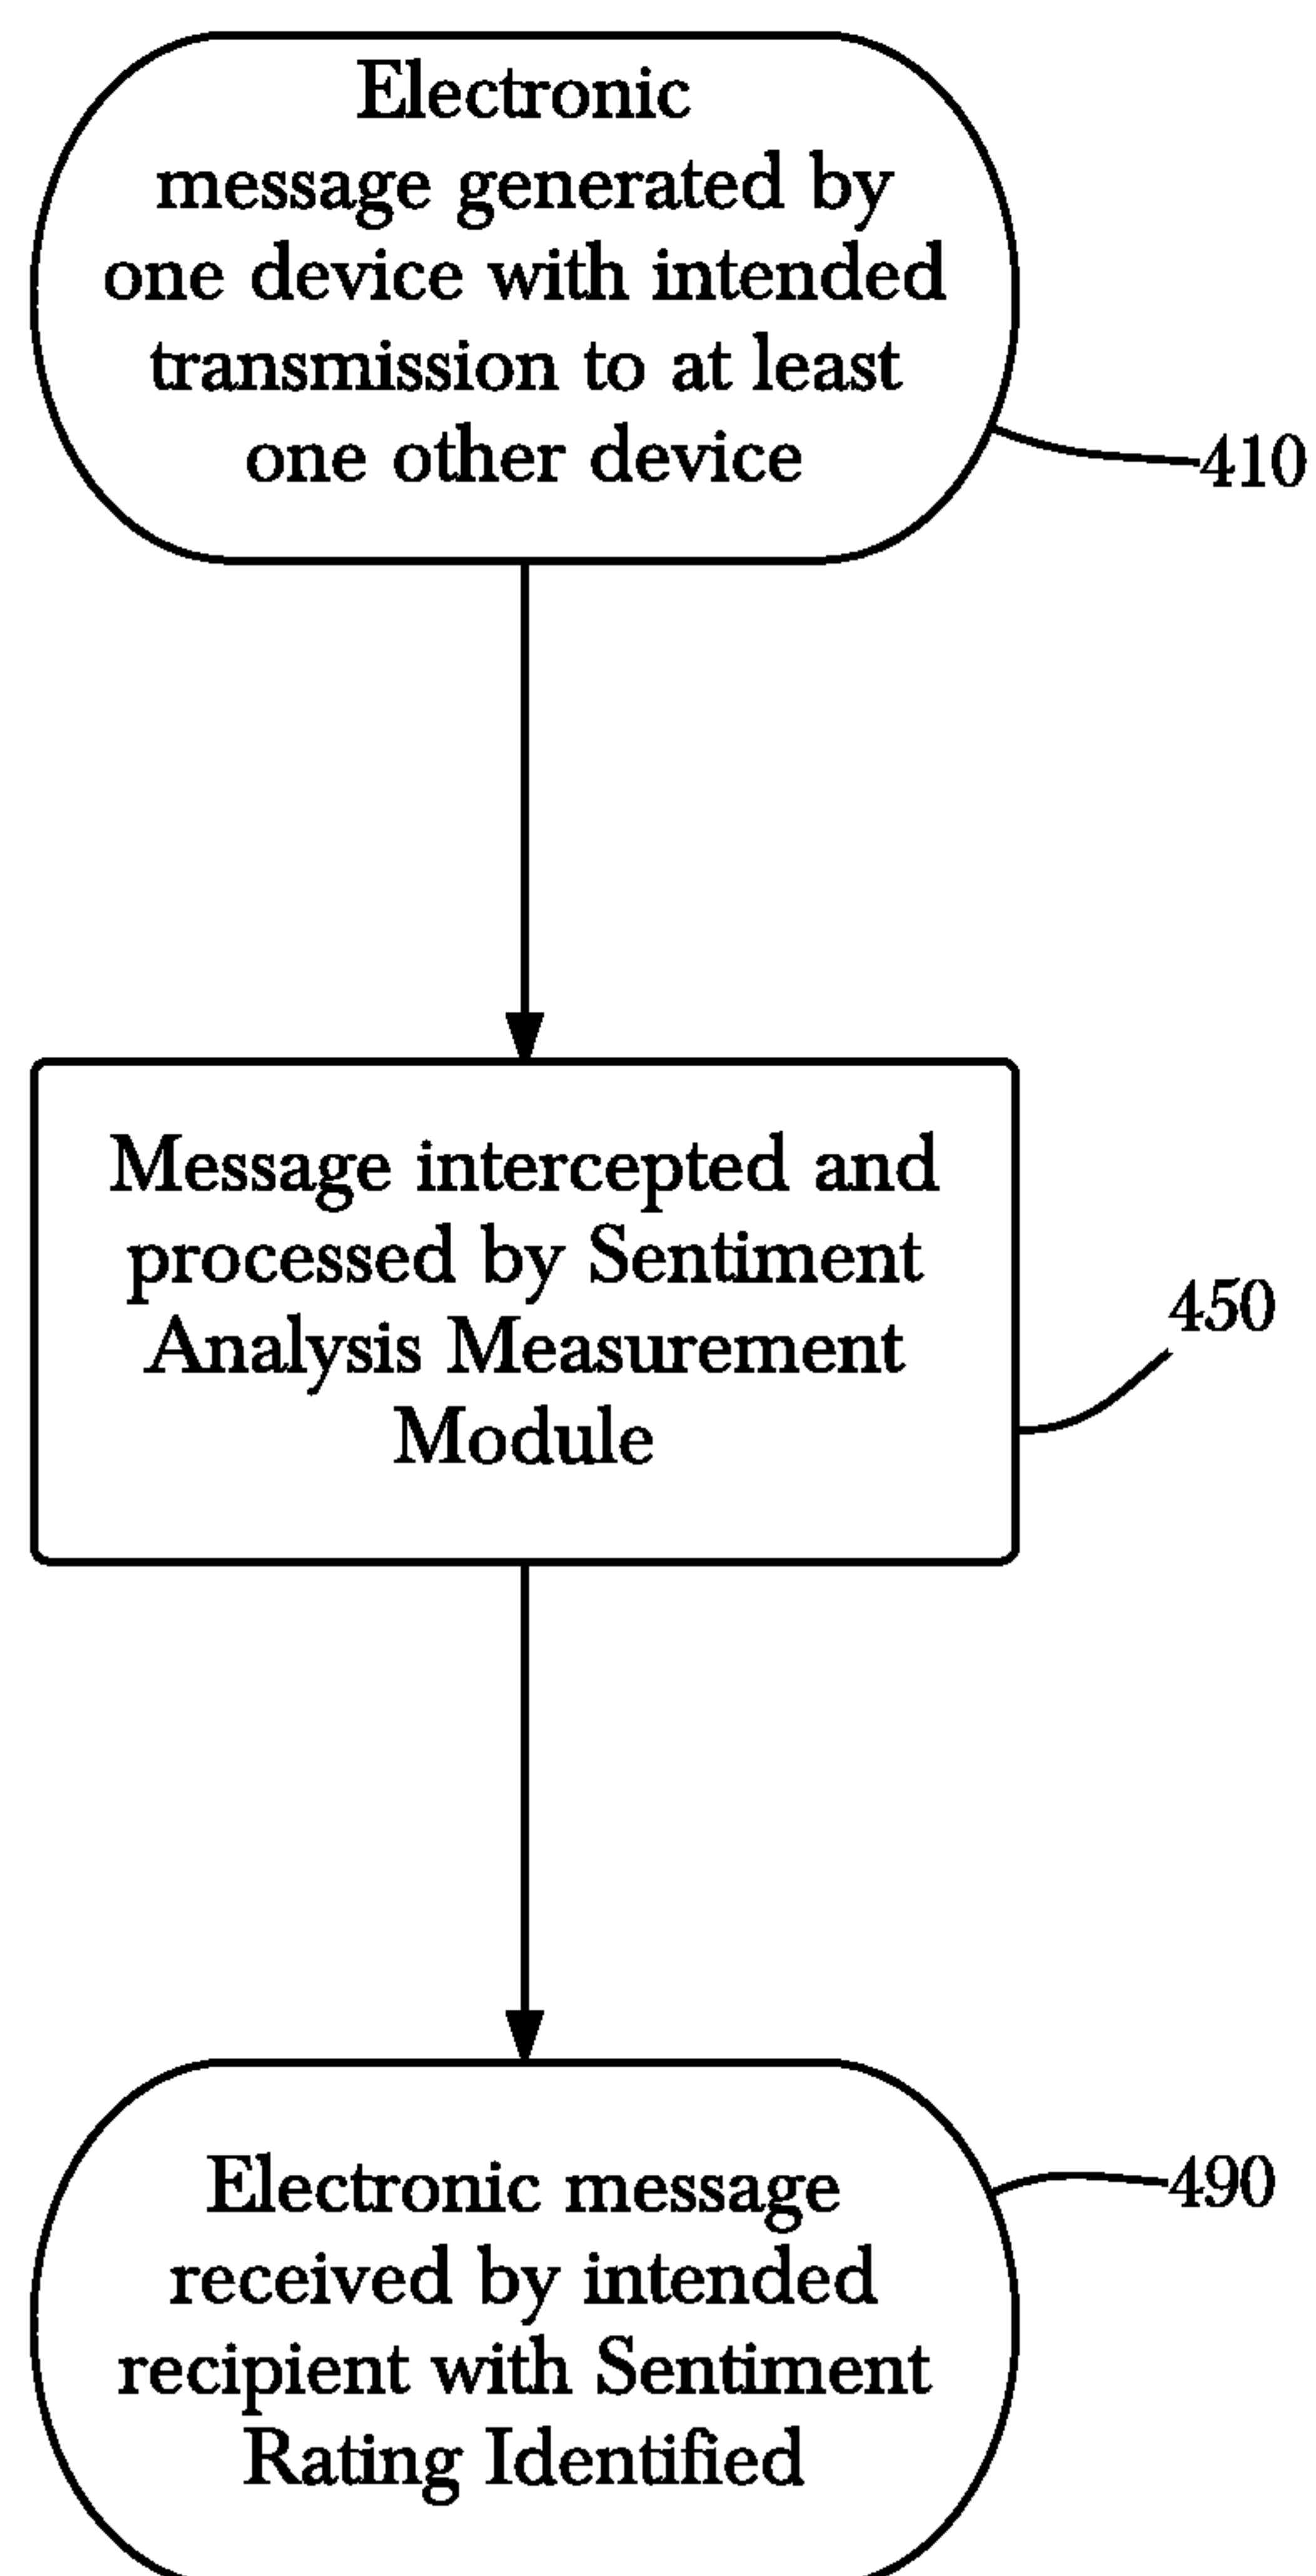 Electronic
message generated by
one device with intended
transmission to at least
one other device
410
Message intercepted and
processed by Sentiment
Analysis Measurement
Module
450
Electronic message
received by intended
recipient with Sentiment
Rating Identified
490